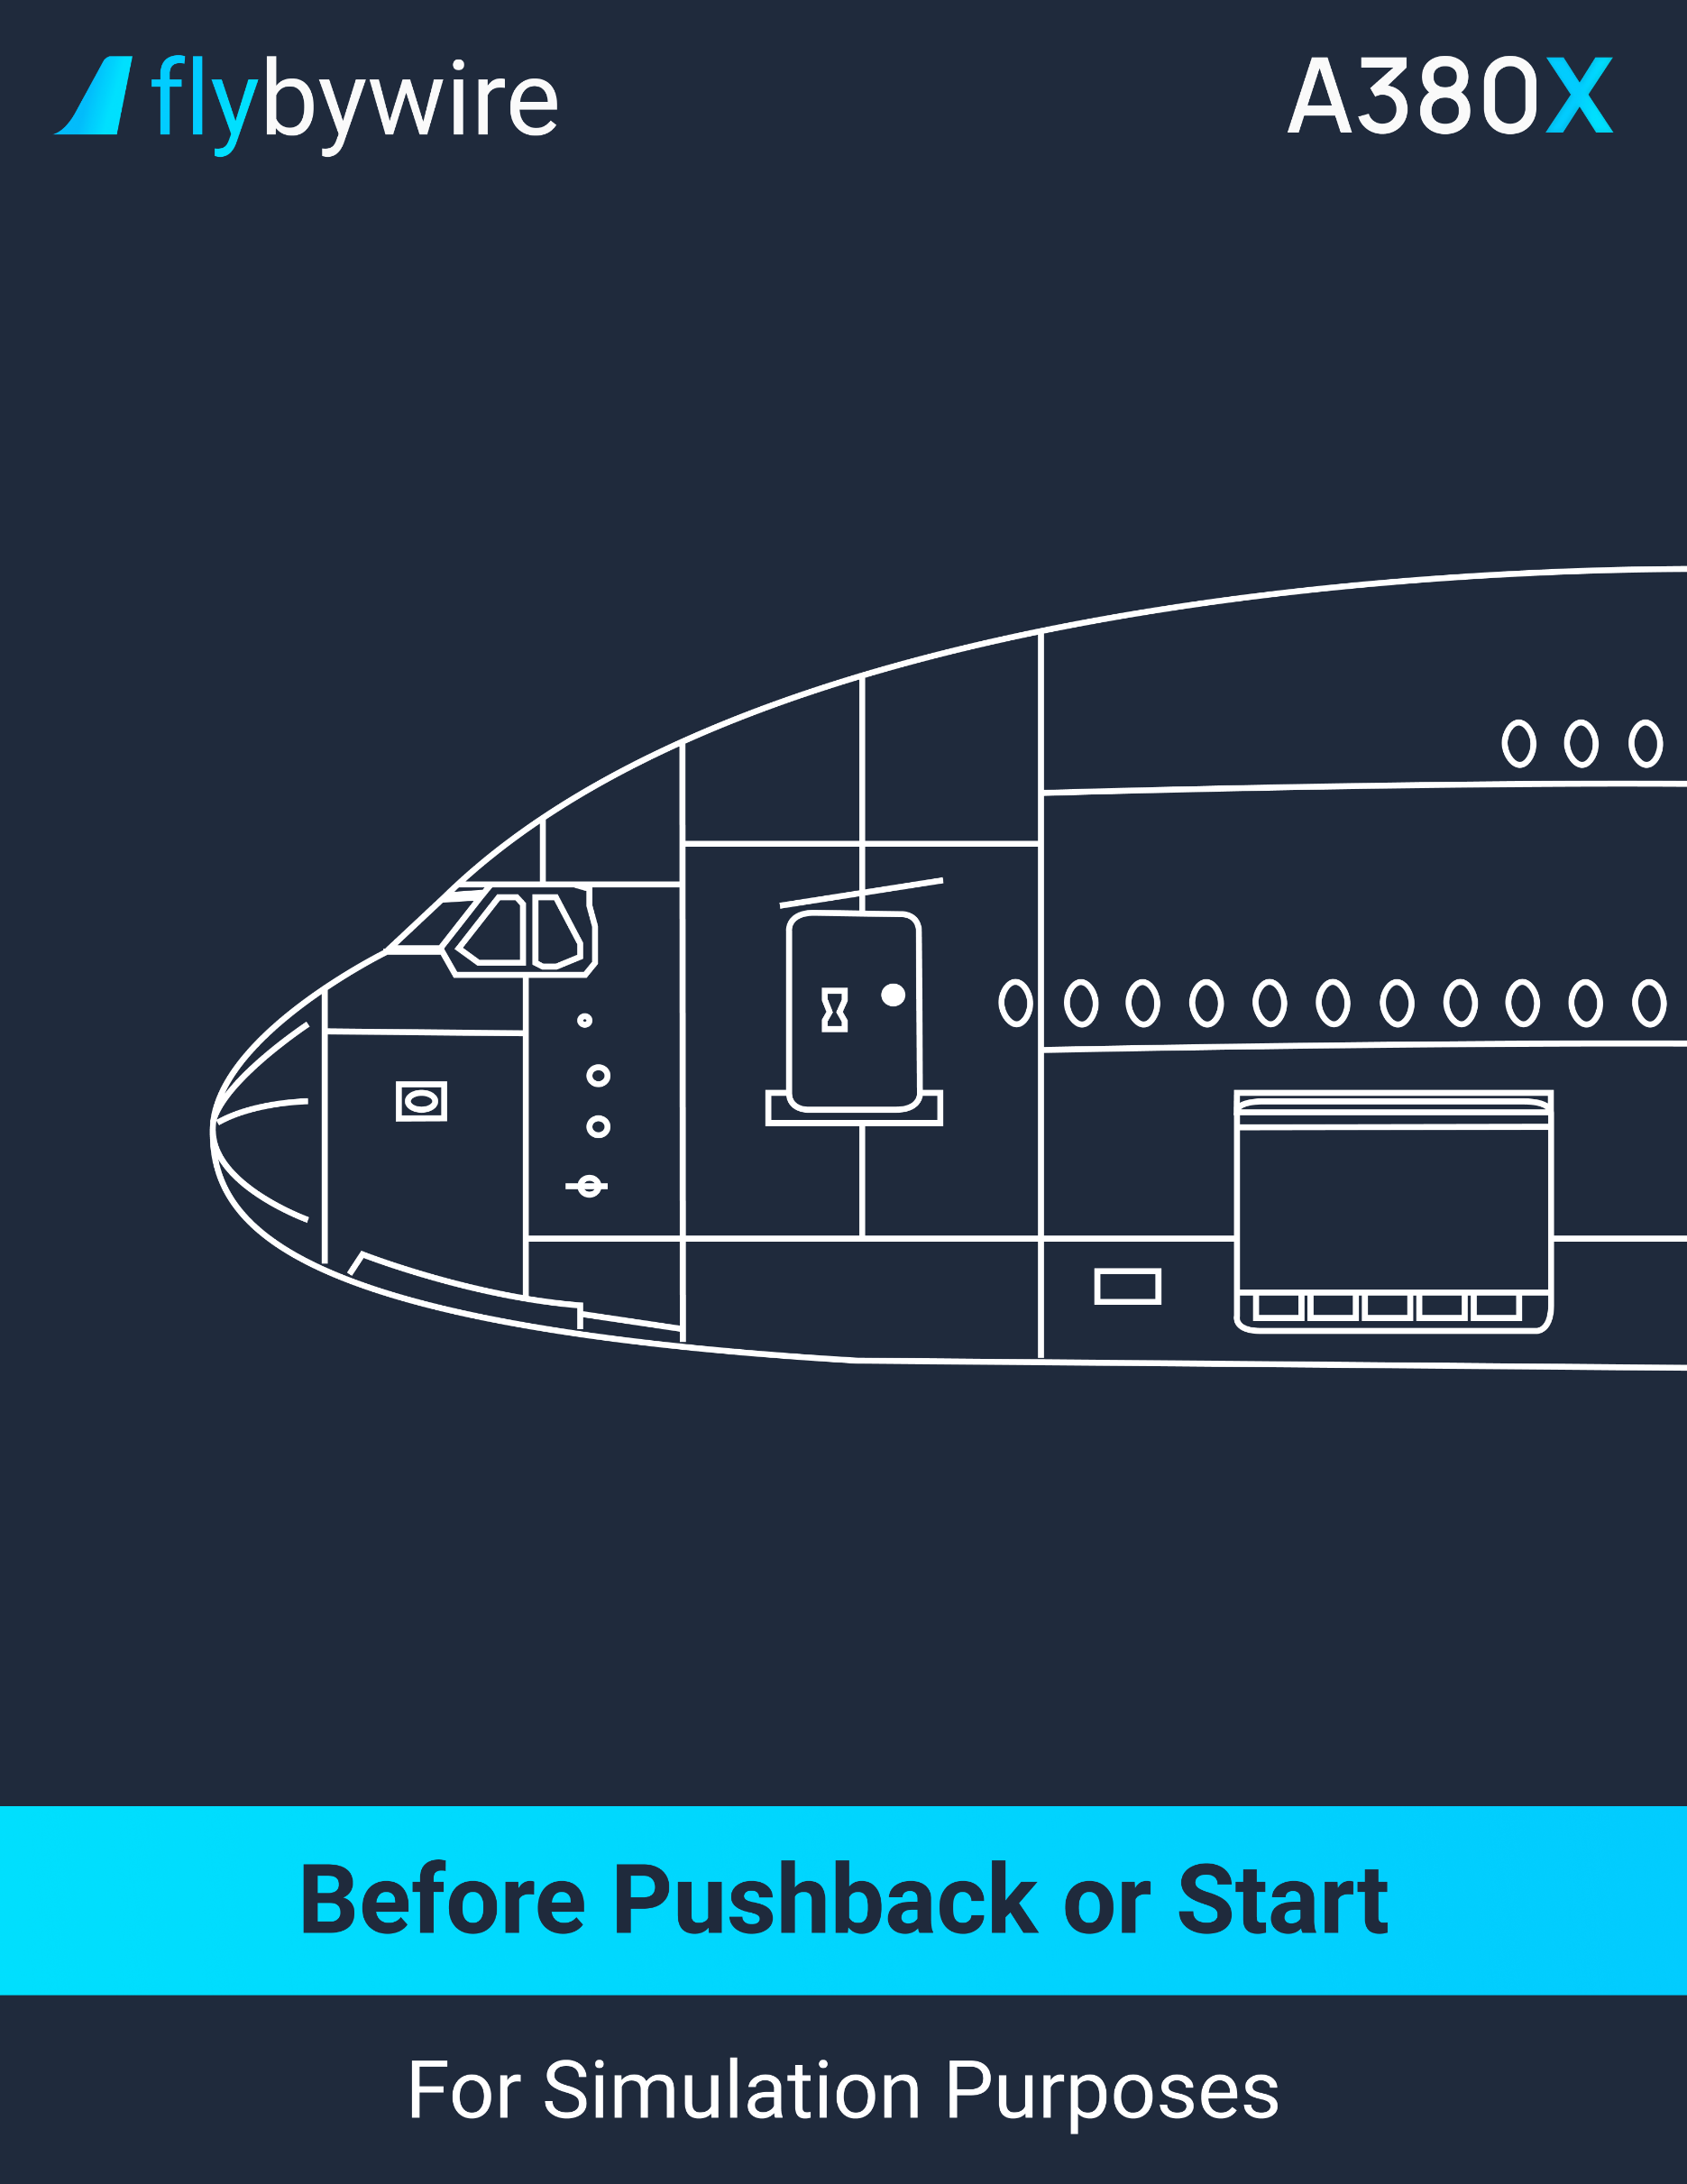 flybywire
A380X
Before Pushback or Start
For Simulation Purposes